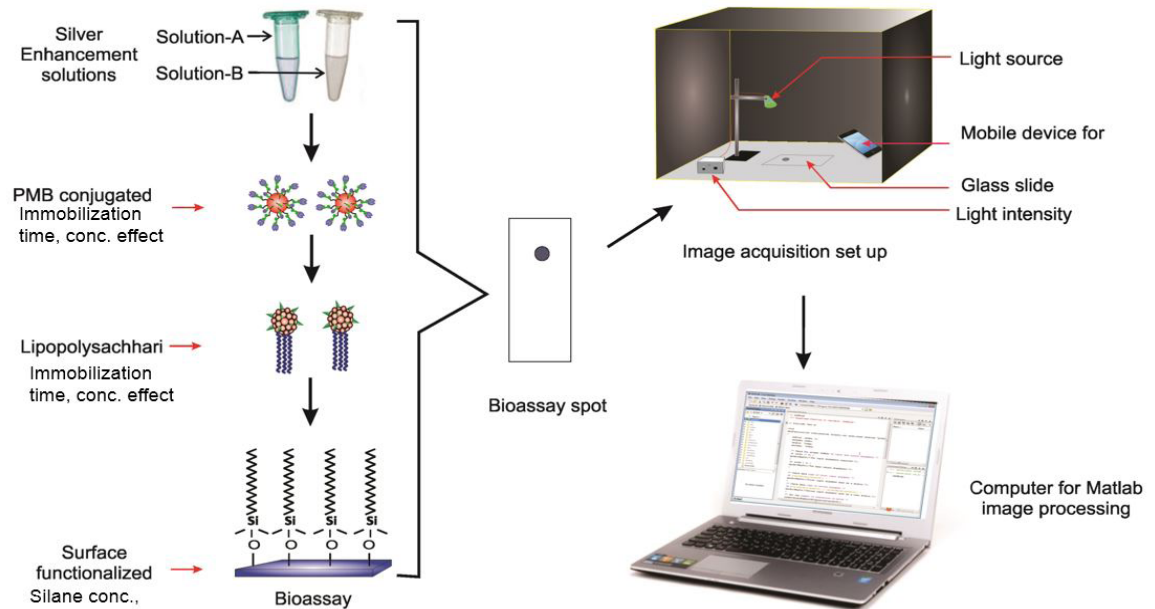 Silver
Enhancement
solutions
Solution-A
Solution-B
PMB conjugated
Immobilization
time, conc. effect
Lipopolysachhari
Immobilization
time, conc. effect
Si
Si
Si
Si
O
O
O
O
Surface
functionalized
Silane conc.,
Bioassay
Bioassay spot
Light source
Mobile device for
Glass slide
Light intensity
Image acquisition set up
Computer for Matlab
image processing